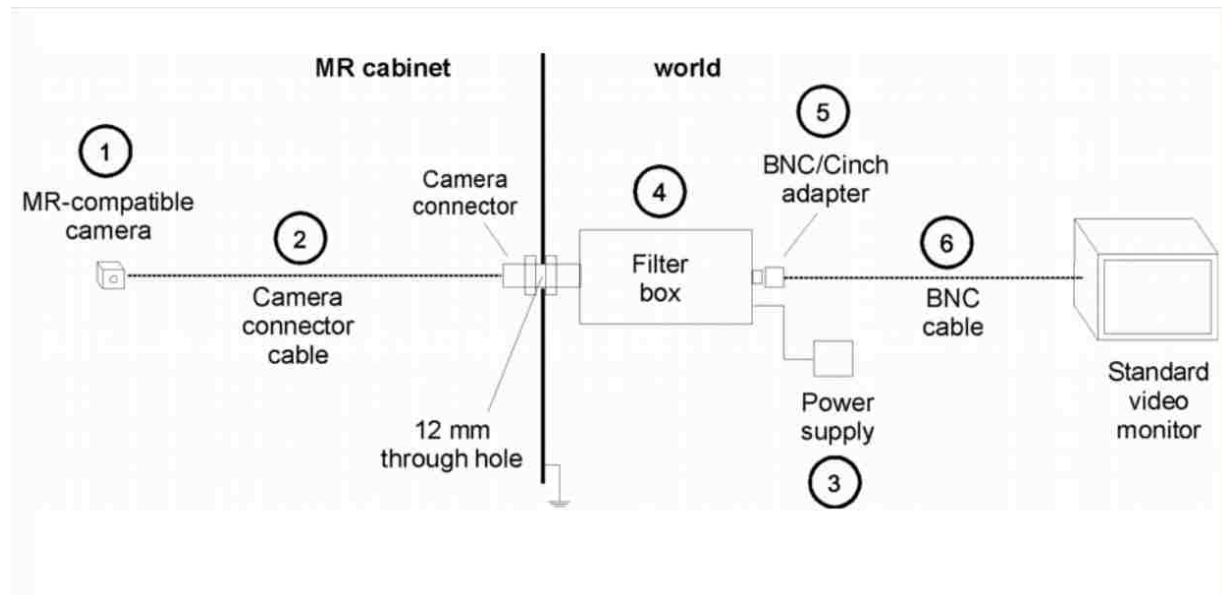 MR cabinet
world
1
MR-compatible
camera
2
Camera
connector
cable
Camera
connector
12 mm
through hole
4
Filter
box
5
BNC/Cinch
adapter
6
BNC
cable
Power
supply
3
Standard
video
monitor